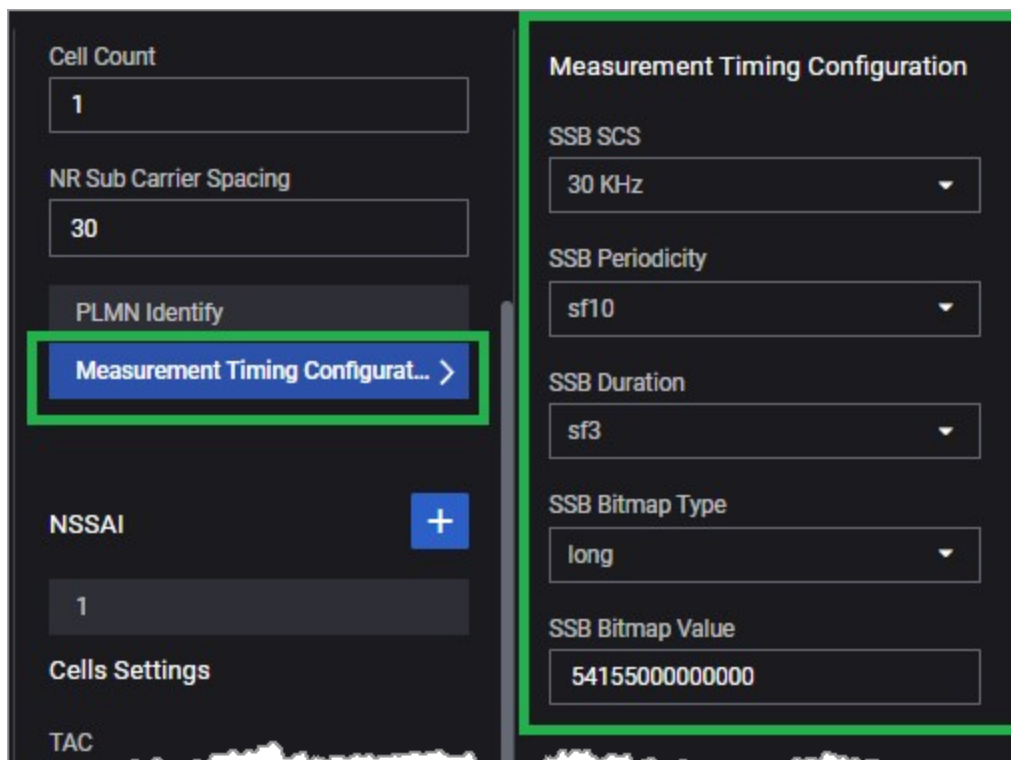 Cell Count
1
NR Sub Carrier Spacing
30
PLMN Identify
Measurement Timing Configurat...
NSSAI
+
1
Cells Settings
TAC
Measurement Timing Configuration
SSB SCS
30 KHz
SSB Periodicity
sf10
SSB Duration
sf3
SSB Bitmap Type
long
SSB Bitmap Value
54155000000000